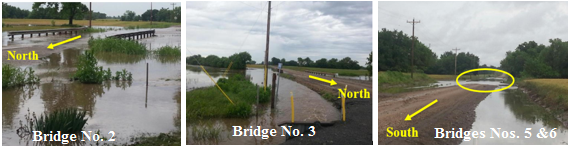 North
Bridge No. 2
North
Bridge No. 3
South
Bridges Nos. 5 &6